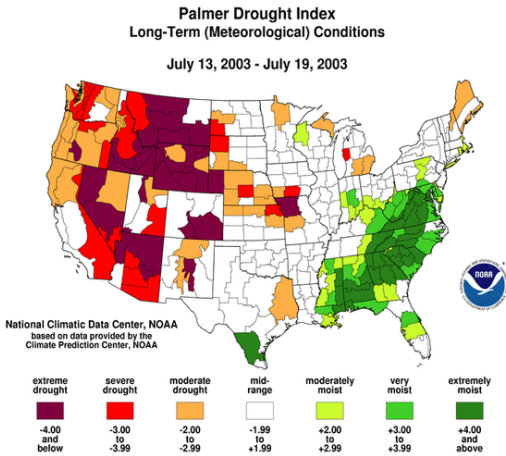 Palmer Drought Index
Long-Term (Meteorological) Conditions
July 13, 2003 - July 19, 2003
NOAA
National Climatic Data Center, NOAA
based on data provided by the
Climate Prediction Center, NOAA
extreme drought
severe drought
moderate drought
mid-range
moderately moist
very moist
extremely moist
-4.00 and below
-3.00 to -3.99
-2.00 to -2.99
-1.99 to +1.99
+2.00 to +2.99
+3.00 to +3.99
+4.00 and above